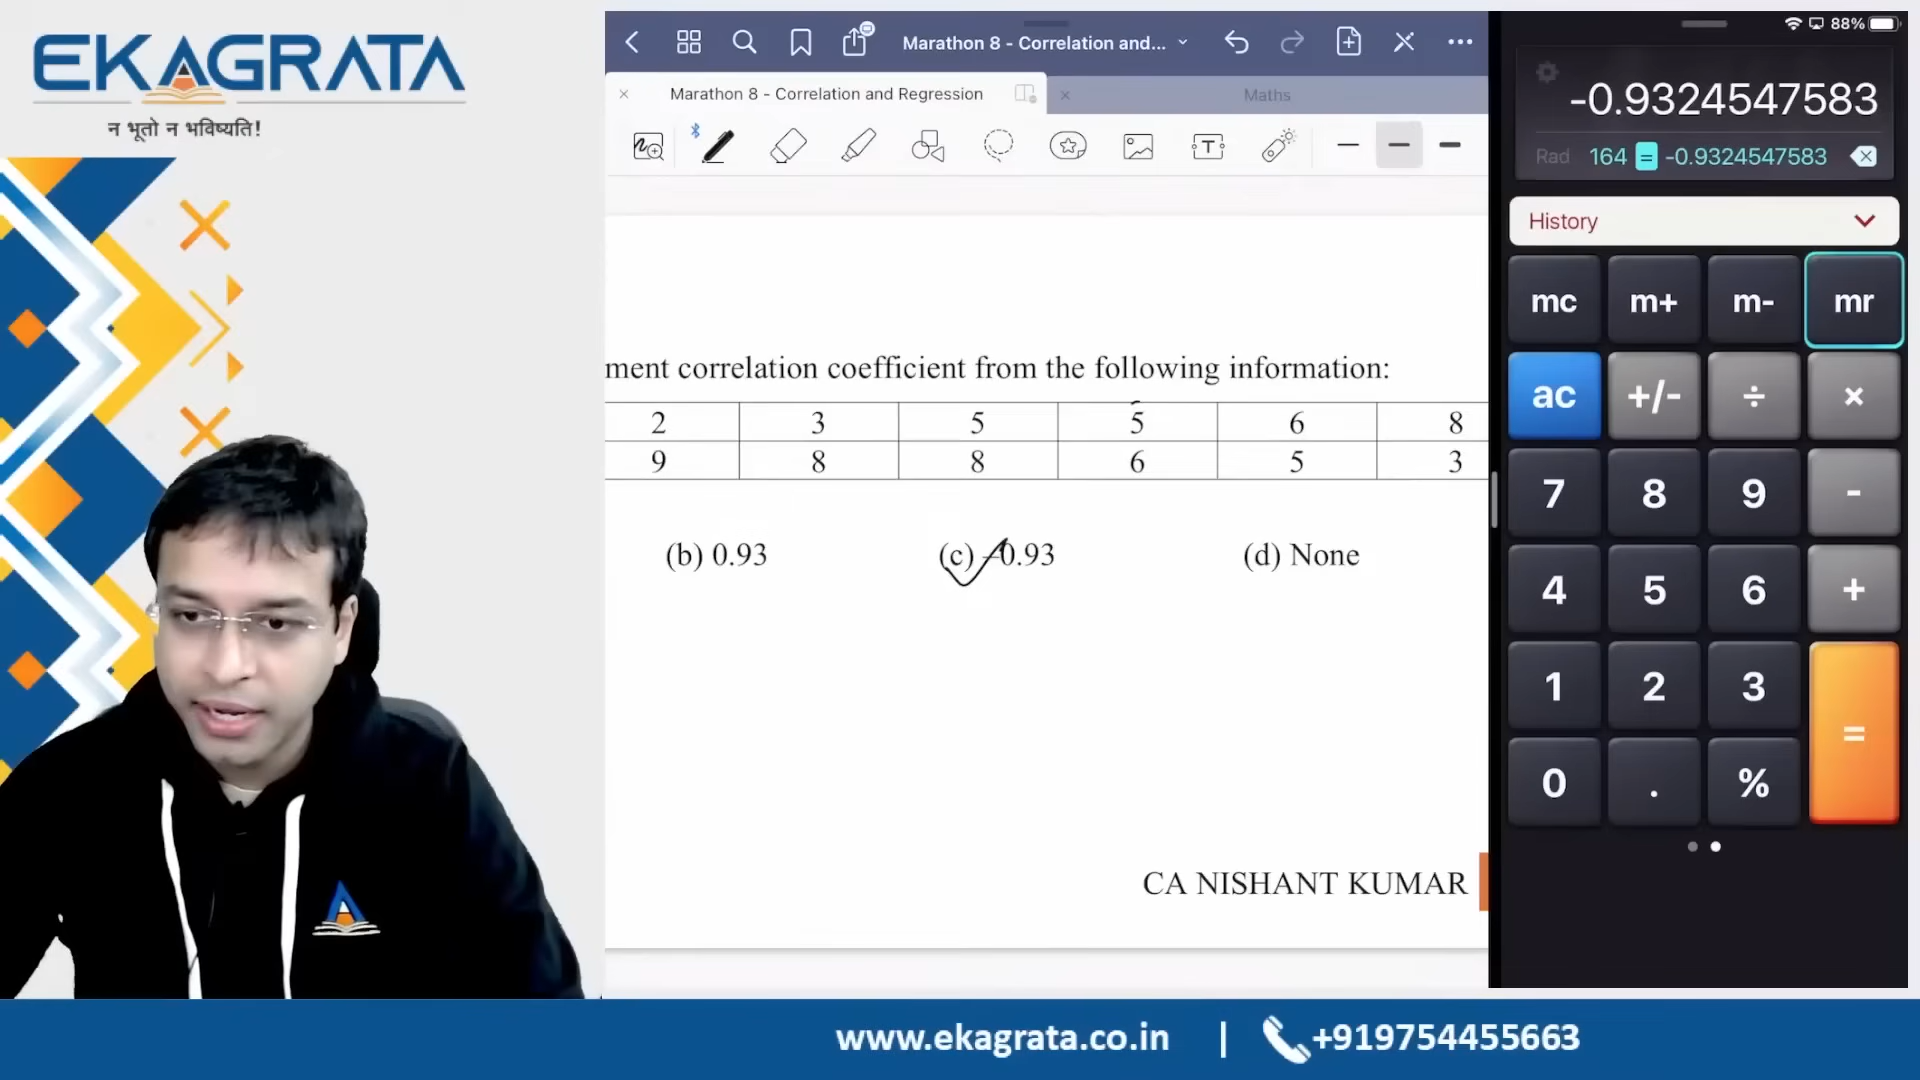 EKAGRATA
न भूतो न भविष्यति!
Marathon 8 - Correlation and...
Marathon 8 - Correlation and Regression
Maths
T
ment correlation coefficient from the following information:
2 3 5 5 6 8
9 8 8 6 5 3
(b) 0.93 (c) –0.93 (d) None
CA NISHANT KUMAR
88%
-0.9324547583
Rad 164 = -0.9324547583
History
mc m+ m- mr
ac +/- ÷ ×
7 8 9 -
4 5 6 +
1 2 3 =
0 . %
www.ekagrata.co.in | +919754455663